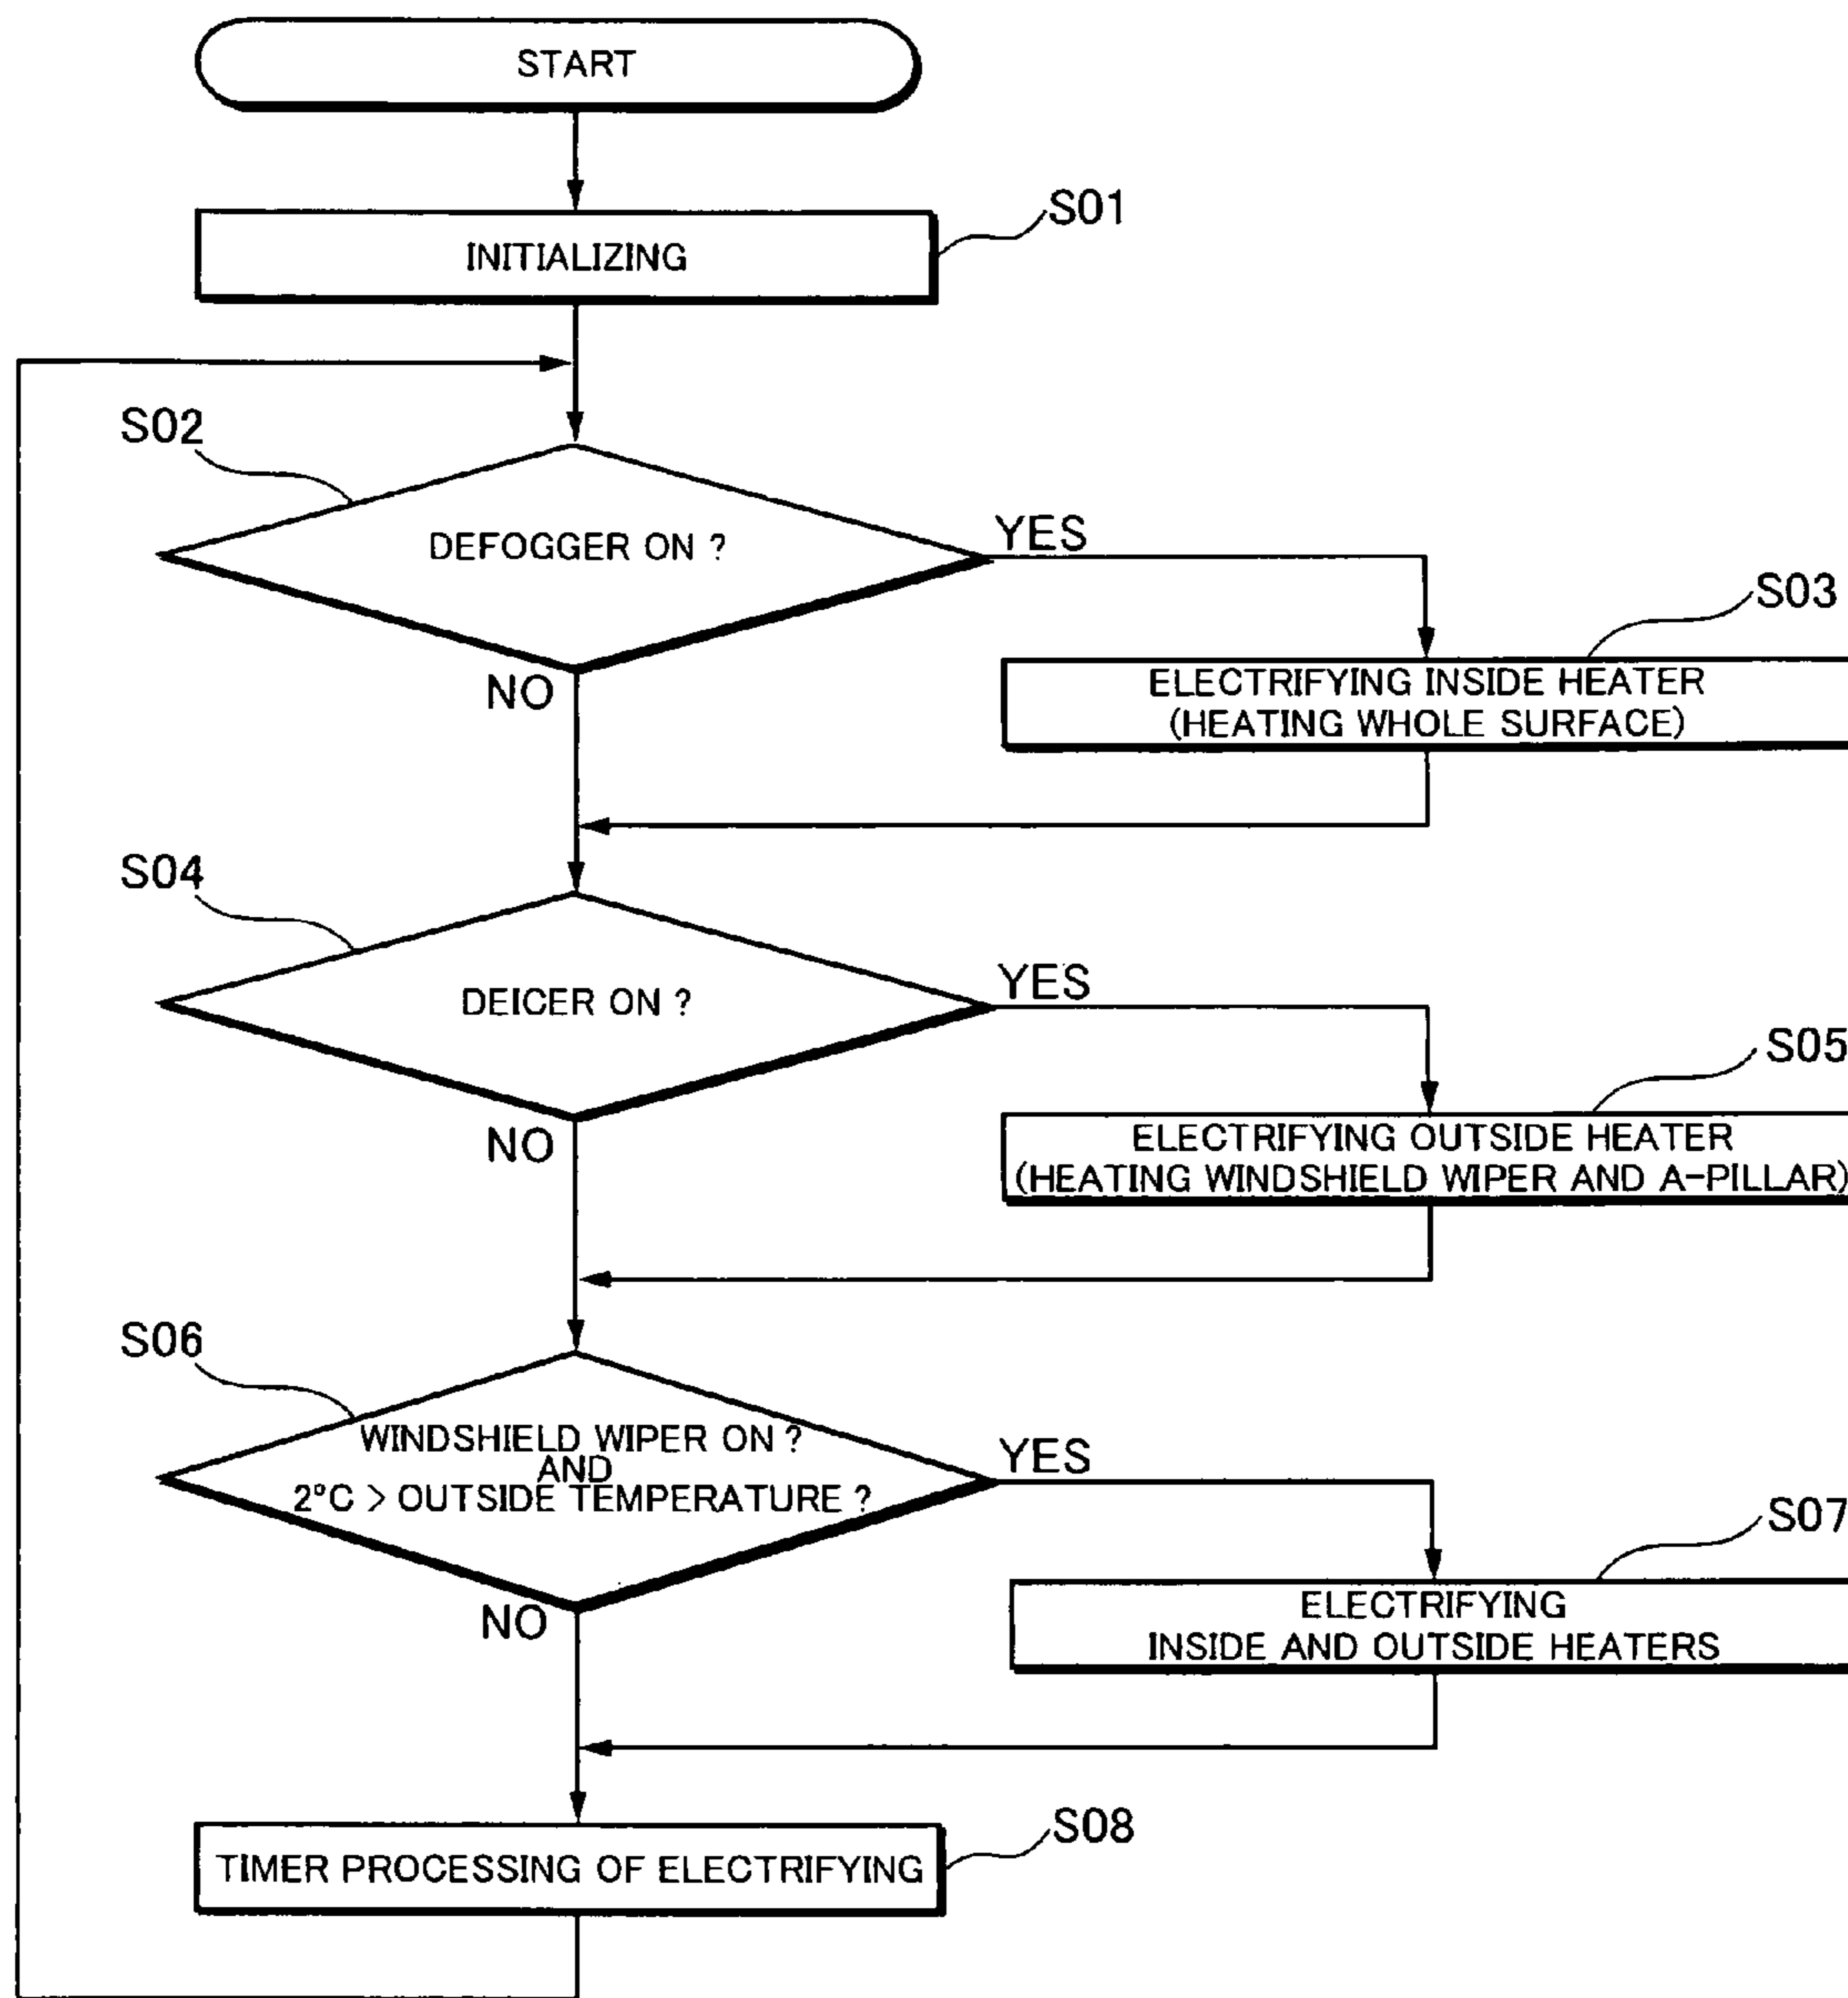 START
S01
INITIALIZING
S02
DEFOGGER ON ?
YES
S03
ELECTRIFYING INSIDE HEATER
(HEATING WHOLE SURFACE)
NO
S04
DEICER ON ?
YES
S05
ELECTRIFYING OUTSIDE HEATER
(HEATING WINDSHIELD WIPER AND A-PILLAR)
NO
S06
WINDSHIELD WIPER ON ?
AND
2°C > OUTSIDE TEMPERATURE ?
YES
S07
ELECTRIFYING
INSIDE AND OUTSIDE HEATERS
NO
S08
TIMER PROCESSING OF ELECTRIFYING